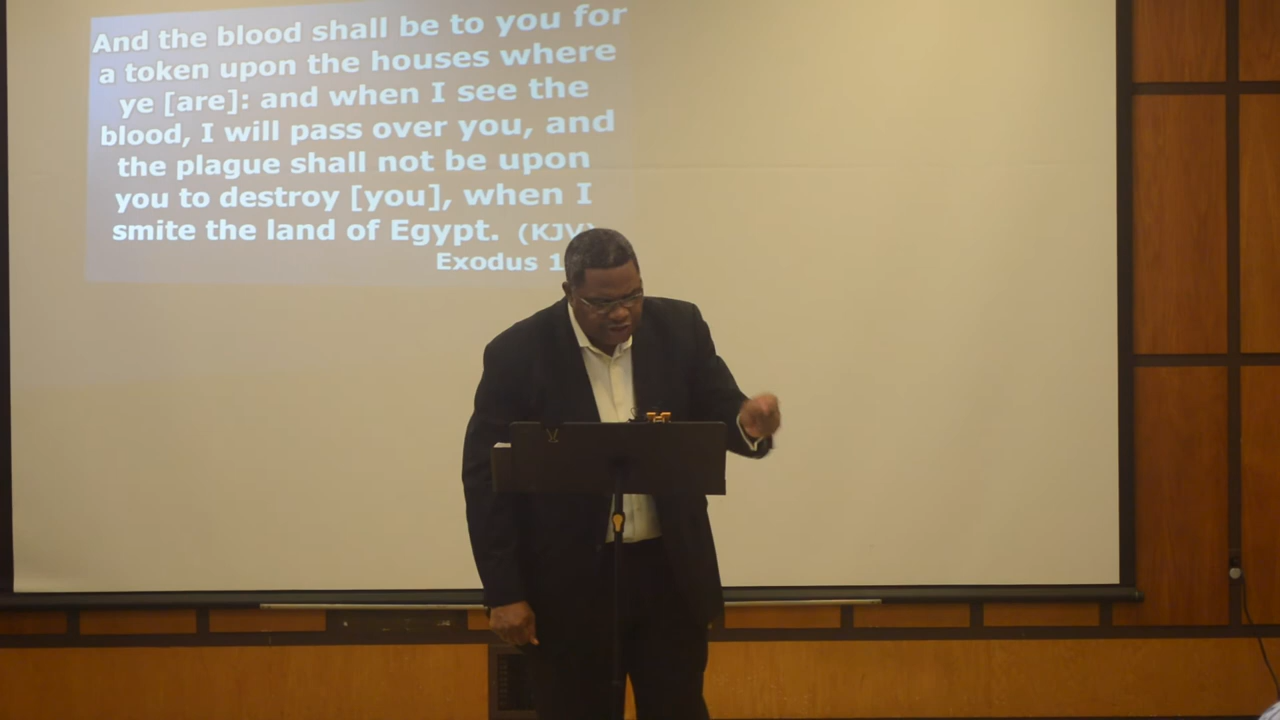 And the blood shall be to you for
a token upon the houses where
ye [are]: and when I see the
blood, I will pass over you, and
the plague shall not be upon
you to destroy [you], when I
smite the land of Egypt. (KJV)
Exodus